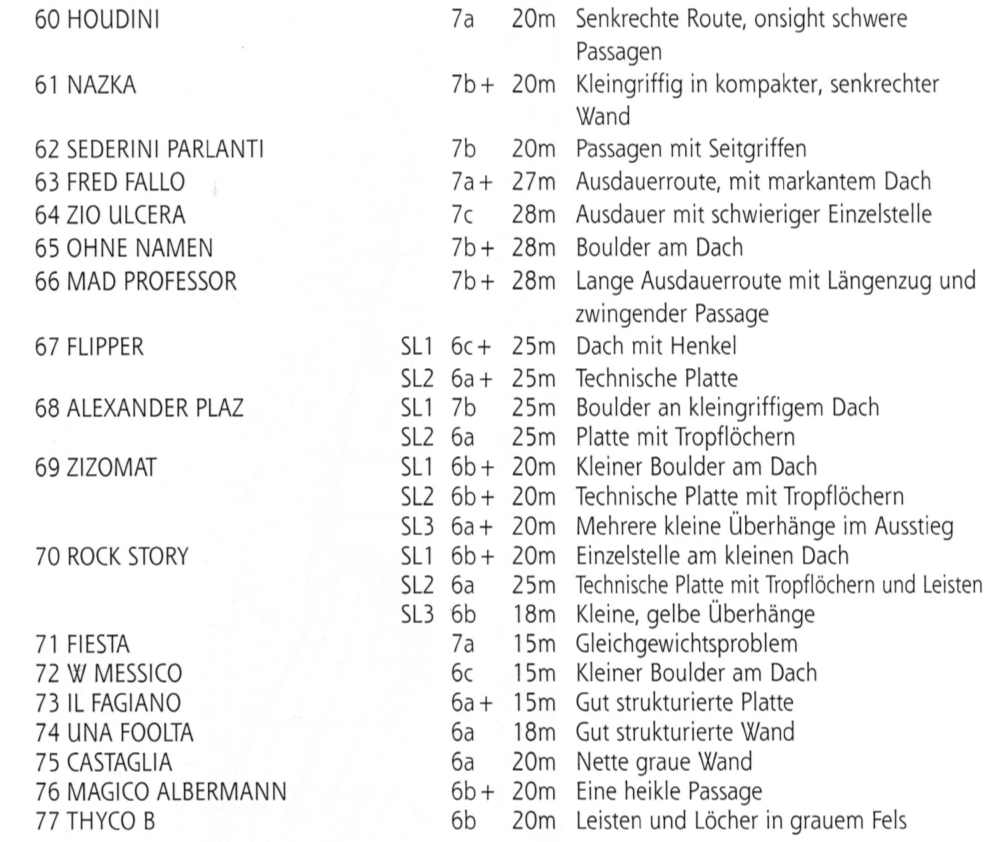 60 HOUDINI 7a 20m Senkrechte Route, onsight schwere
Passagen
61 NAZKA 7b+ 20m Kleingriffig in kompakter, senkrechter
Wand
62 SEDERINI PARLANTI 7b 20m Passagen mit Seitgriffen
63 FRED FALLO 7a+ 27m Ausdauerroute, mit markantem Dach
64 ZIO ULCERA 7c 28m Ausdauer mit schwieriger Einzelstelle
65 OHNE NAMEN 7b+ 28m Boulder am Dach
66 MAD PROFESSOR 7b+ 28m Lange Ausdauerroute mit Längenzug und
zwingender Passage
67 FLIPPER SL1 6c+ 25m Dach mit Henkel
SL2 6a+ 25m Technische Platte
68 ALEXANDER PLAZ SL1 7b 25m Boulder an kleingriffigem Dach
SL2 6a 25m Platte mit Tropflöchern
69 ZIZOMAT SL1 6b+ 20m Kleiner Boulder am Dach
SL2 6b+ 20m Technische Platte mit Tropflöchern
SL3 6a+ 20m Mehrere kleine Überhänge im Ausstieg
70 ROCK STORY SL1 6b+ 20m Einzelstelle am kleinen Dach
SL2 6a 25m Technische Platte mit Tropflöchern und Leisten
SL3 6b 18m Kleine, gelbe Überhänge
71 FIESTA 7a 15m Gleichgewichtsproblem
72 W MESSICO 6c 15m Kleiner Boulder am Dach
73 IL FAGIANO 6a+ 15m Gut strukturierte Platte
74 UNA FOOLTA 6a 18m Gut strukturierte Wand
75 CASTAGLIA 6a 20m Nette graue Wand
76 MAGICO ALBERMANN 6b+ 20m Eine heikle Passage
77 THYCO B 6b 20m Leisten und Löcher in grauem Fels